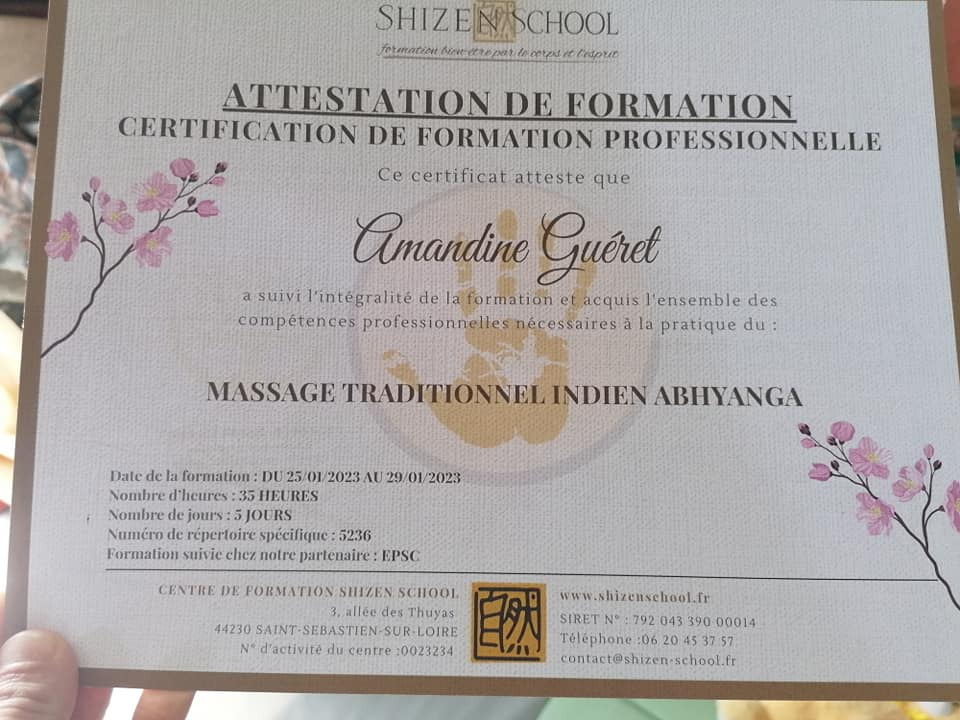 SHIZEN SCHOOL
formation bien-être par le corps et l'esprit
ATTESTATION DE FORMATION
CERTIFICATION DE FORMATION PROFESSIONNELLE
Ce certificat atteste que
Amandine Guéret
a suivi l'intégralité de la formation et acquis l'ensemble des
compétences professionnelles nécessaires à la pratique du :
MASSAGE TRADITIONNEL INDIEN ABHYANGA
Date de la formation : DU 25/01/2023 AU 29/01/2023
Nombre d'heures : 35 HEURES
Nombre de jours : 5 JOURS
Numéro de répertoire spécifique : 5236
Formation suivie chez notre partenaire : EPSC
CENTRE DE FORMATION SHIZEN SCHOOL
3, allée des Thuyas
44230 SAINT-SEBASTIEN-SUR-LOIRE
N° d'activité du centre :0023234
自然
www.shizenschool.fr
SIRET N° : 792 043 390 00014
Téléphone :06 20 45 37 57
contact@shizen-school.fr